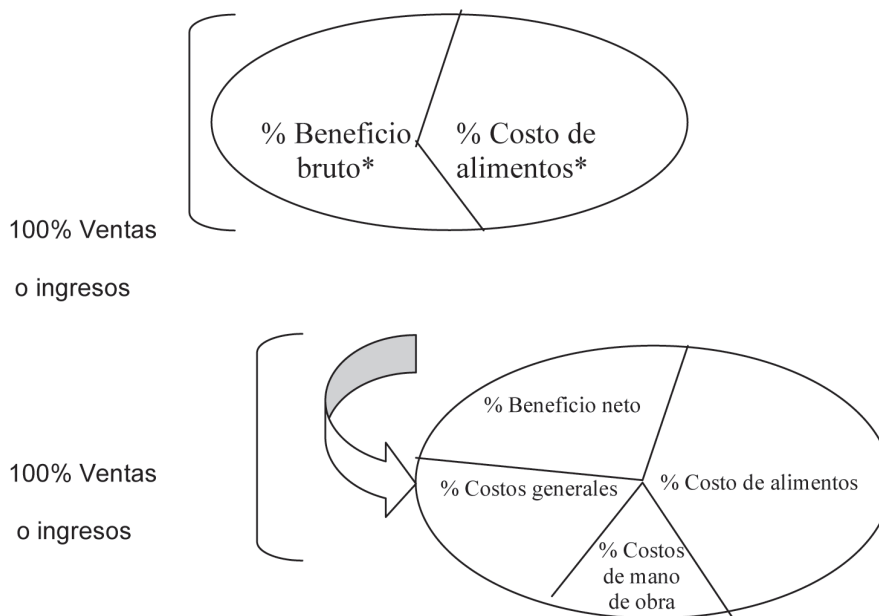 % Beneficio
bruto*
% Costo de
alimentos*
100% Ventas
o ingresos
% Beneficio neto
100% Ventas
o ingresos
% Costos generales
% Costo de alimentos
% Costos
de mano
de obra